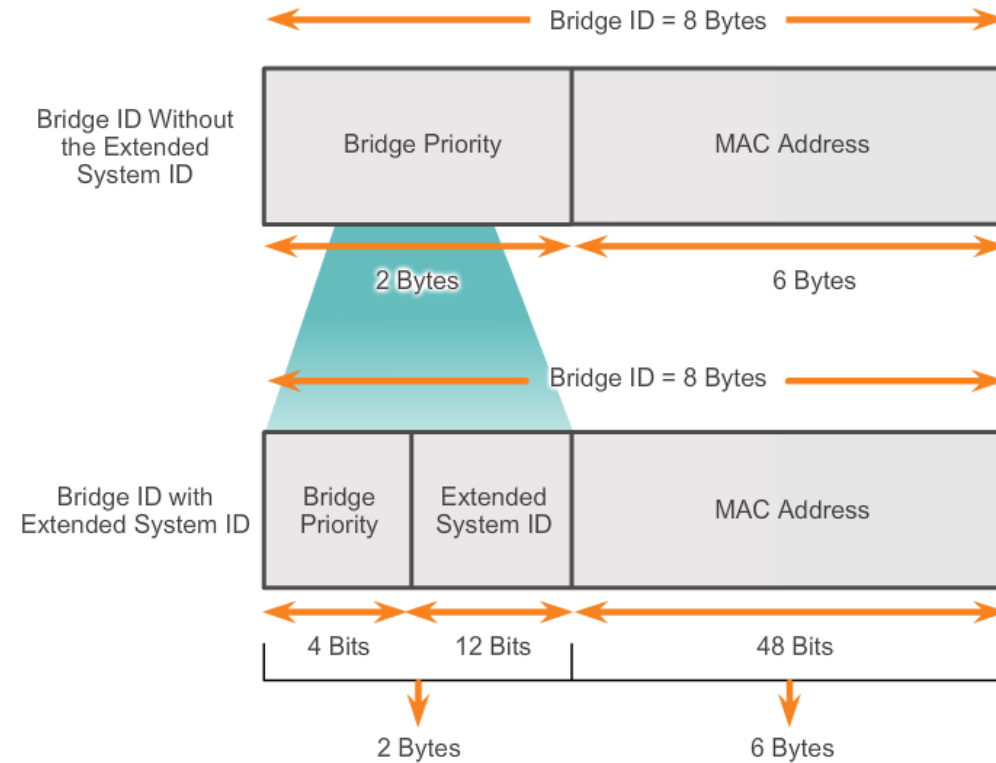 Bridge ID = 8 Bytes
Bridge ID Without
the Extended
System ID
Bridge Priority
MAC Address
2 Bytes
6 Bytes
Bridge ID = 8 Bytes
Bridge ID with
Extended System ID
Bridge
Priority
Extended
System ID
MAC Address
4 Bits
12 Bits
48 Bits
2 Bytes
6 Bytes